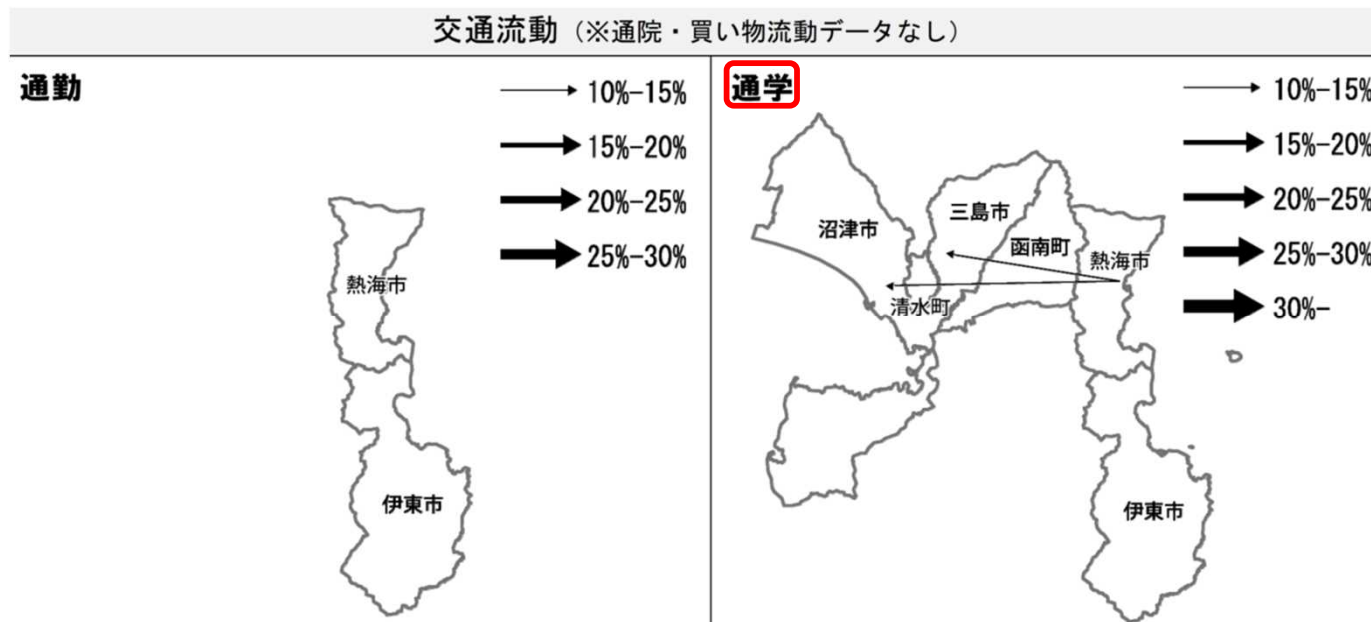 交通流動（※通院・買い物流動データなし）
通勤
10%-15%
15%-20%
20%-25%
25%-30%
熱海市
伊東市
通学
10%-15%
15%-20%
20%-25%
25%-30%
30%-
沼津市
三島市
函南町
熱海市
清水町
伊東市